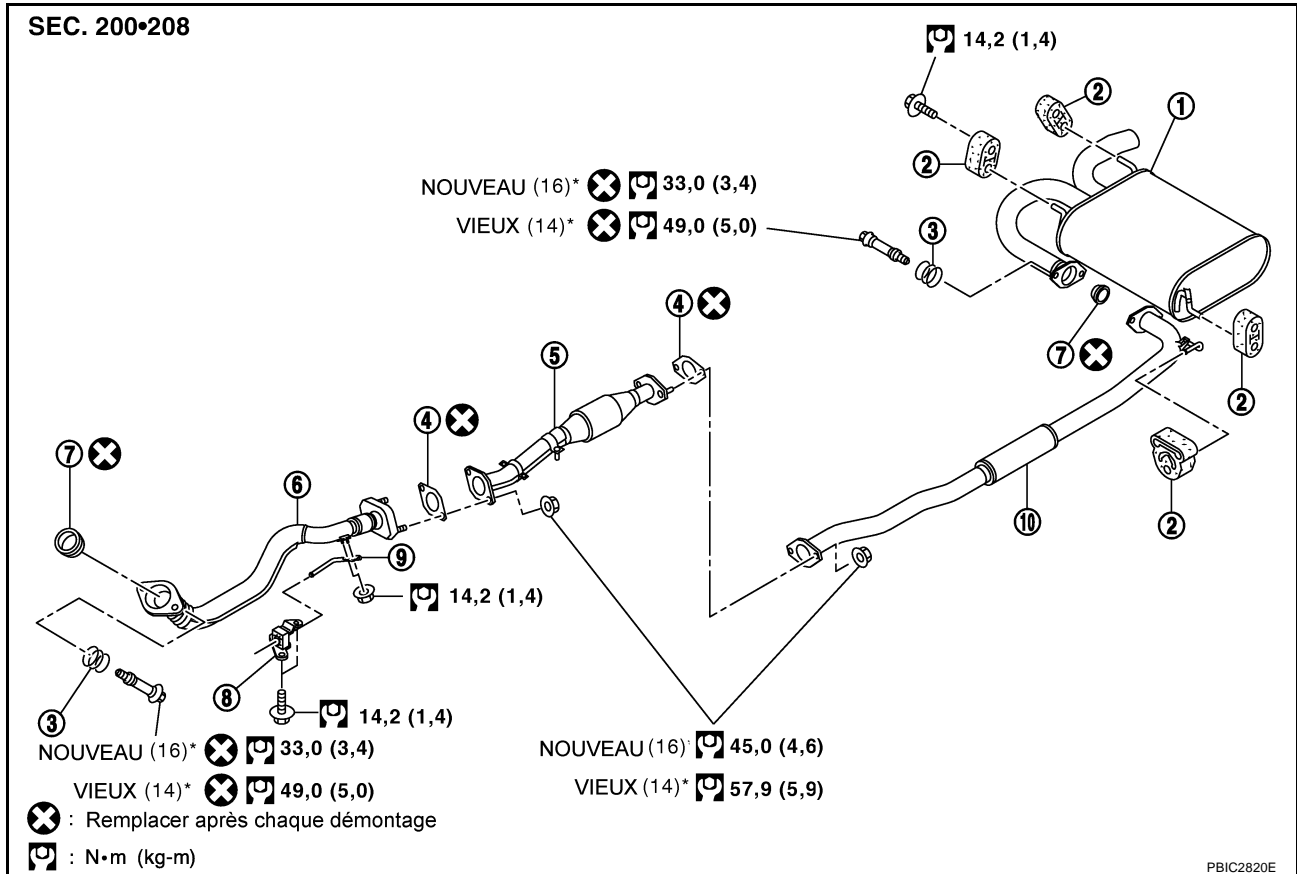 SEC. 200•208
14,2 (1,4)
2
1
2
NOUVEAU (16)* 33,0 (3,4)
VIEUX (14)* 49,0 (5,0)
3
4
7
5
2
4
7
6
2
10
9
14,2 (1,4)
8
3
14,2 (1,4)
NOUVEAU (16)* 33,0 (3,4)
VIEUX (14)* 49,0 (5,0)
NOUVEAU (16)* 45,0 (4,6)
VIEUX (14)* 57,9 (5,9)
: Remplacer après chaque démontage
: N•m (kg-m)
PBIC2820E